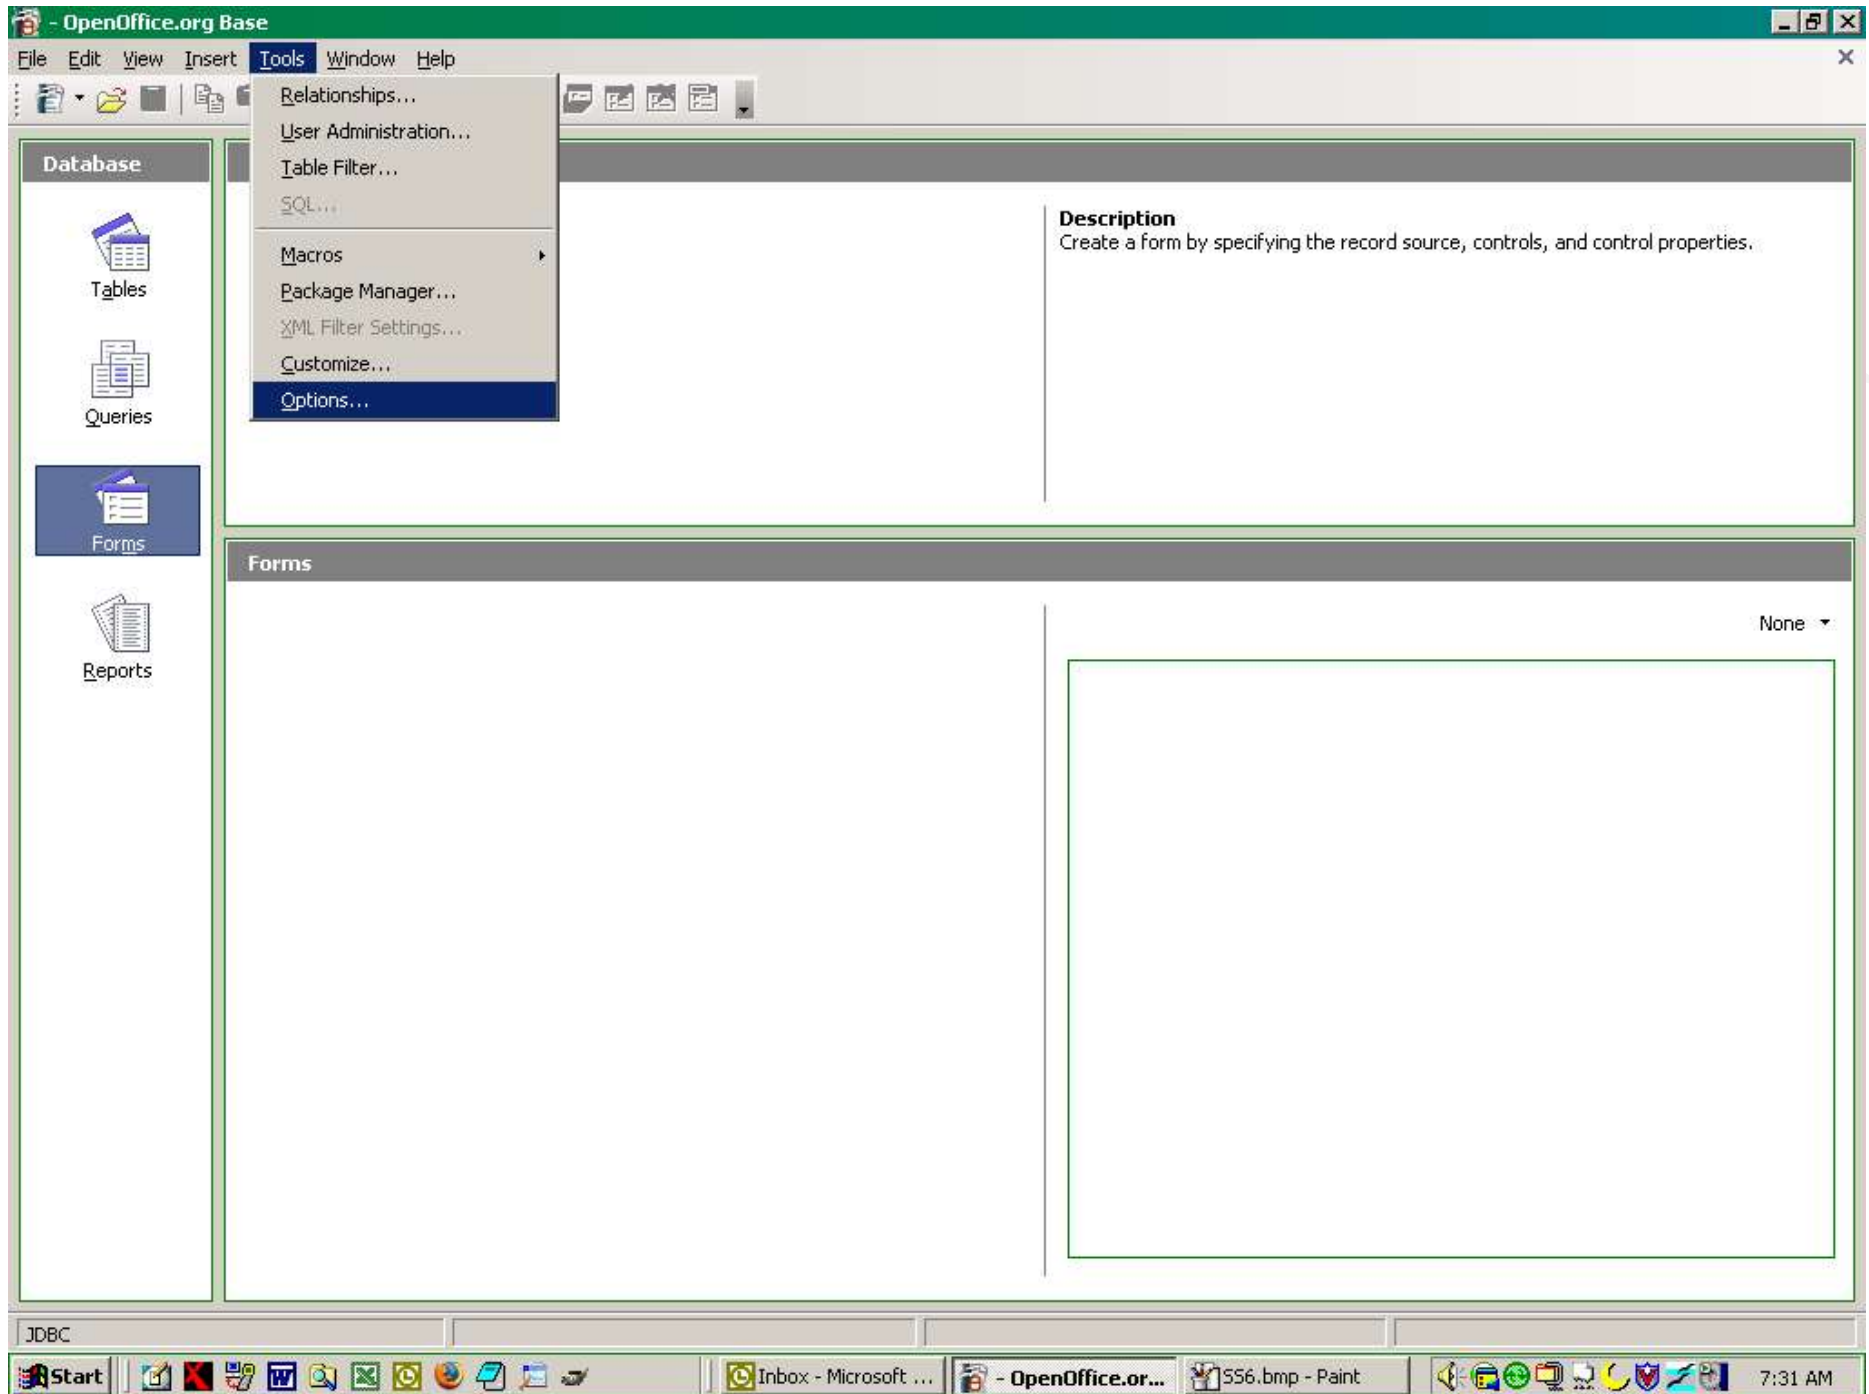 - OpenOffice.org Base
File Edit View Insert Tools Window Help
Relationships...
User Administration...
Table Filter...
SQL...
Macros
Package Manager...
XML Filter Settings...
Customize...
Options...
Database
Tables
Queries
Forms
Reports
Description
Create a form by specifying the record source, controls, and control properties.
Forms
None
JDBC
Start
Inbox - Microsoft ...
- OpenOffice.or...
SS6.bmp - Paint
7:31 AM